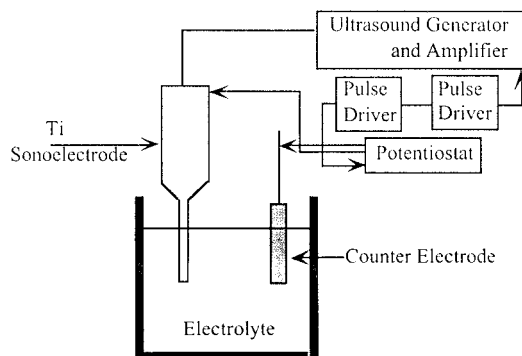 Ultrasound Generator
and Amplifier
Pulse
Driver
Pulse
Driver
Ti
Sonoelectrode
Potentiostat
Counter Electrode
Electrolyte